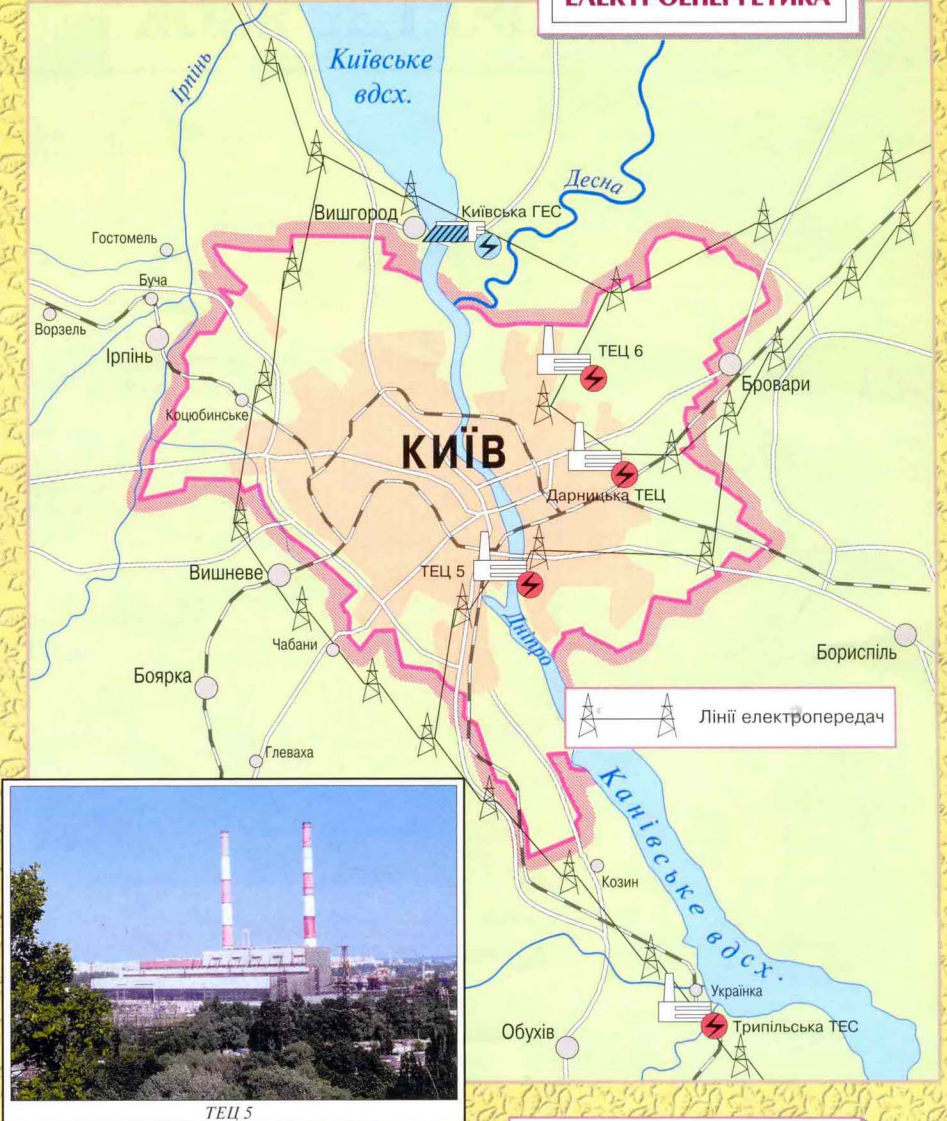 ЕЛЕКТРОЕНЕРГЕТИКА
Київське
вдсх.
Ірпінь
Десна
Вишгород
Київська ГЕС
Гостомель
Буча
Ворзель
Ірпінь
ТЕЦ 6
Бровари
Коцюбинське
КИЇВ
Дарницька ТЕЦ
ТЕЦ 5
Вишневе
Дніпро
Чабани
Бориспіль
Боярка
Лінії електропередач
Глеваха
Канівське вдсх.
Козин
Українка
Обухів
Трипільська ТЕС
ТЕЦ 5